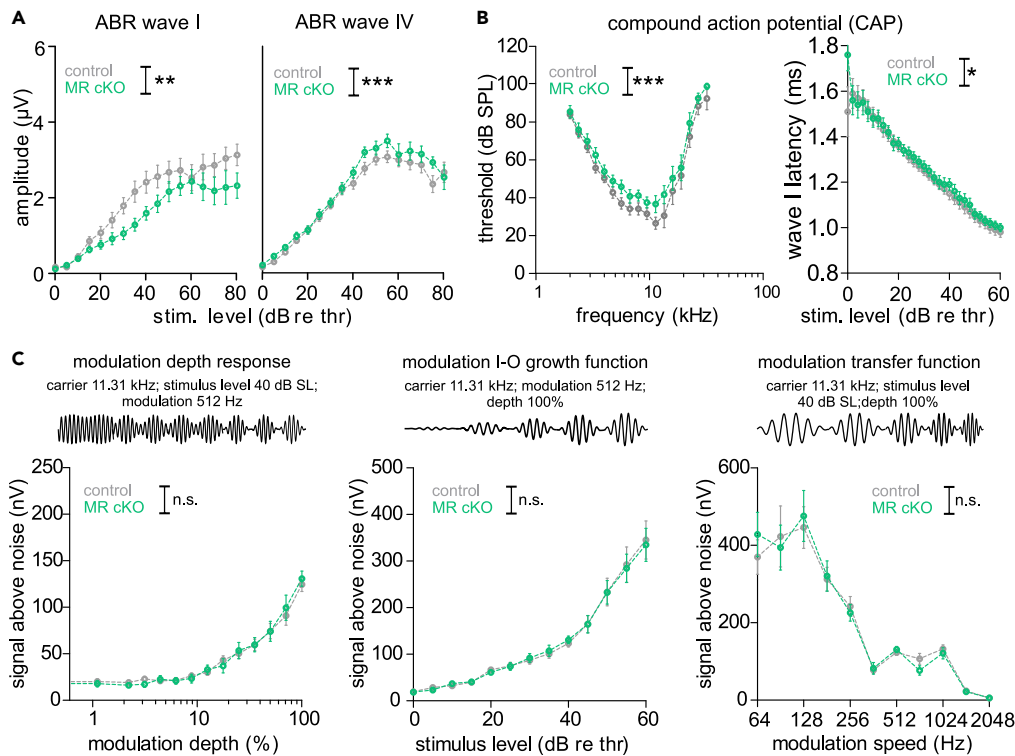 A
ABR wave I
ABR wave IV
amplitude (µV)
6
4
2
0
control
MR cKO
**
control
MR cKO
***
0 20 40 60 80
0 20 40 60 80
stim. level (dB re thr)
B
compound action potential (CAP)
threshold (dB SPL)
120
100
80
60
40
20
0
control
MR cKO
***
1 10 100
frequency (kHz)
wave I latency (ms)
1.8
1.6
1.4
1.2
1.0
0.8
control
MR cKO
*
0 20 40 60
stim. level (dB re thr)
C
modulation depth response
carrier 11.31 kHz; stimulus level 40 dB SL;
modulation 512 Hz
signal above noise (nV)
250
200
150
100
50
0
control
MR cKO
n.s.
1 10 100
modulation depth (%)
modulation I-O growth function
carrier 11.31 kHz; modulation 512 Hz;
depth 100%
signal above noise (nV)
500
400
300
200
100
0
control
MR cKO
n.s.
0 20 40 60
stimulus level (dB re thr)
modulation transfer function
carrier 11.31 kHz; stimulus level
40 dB SL;depth 100%
signal above noise (nV)
600
400
200
0
control
MR cKO
n.s.
64 128 256 512 1024 2048
modulation speed (Hz)